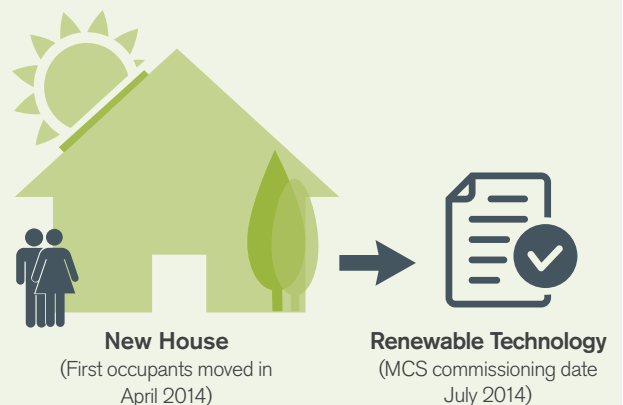 New House
(First occupants moved in
April 2014)
Renewable Technology
(MCS commissioning date
July 2014)